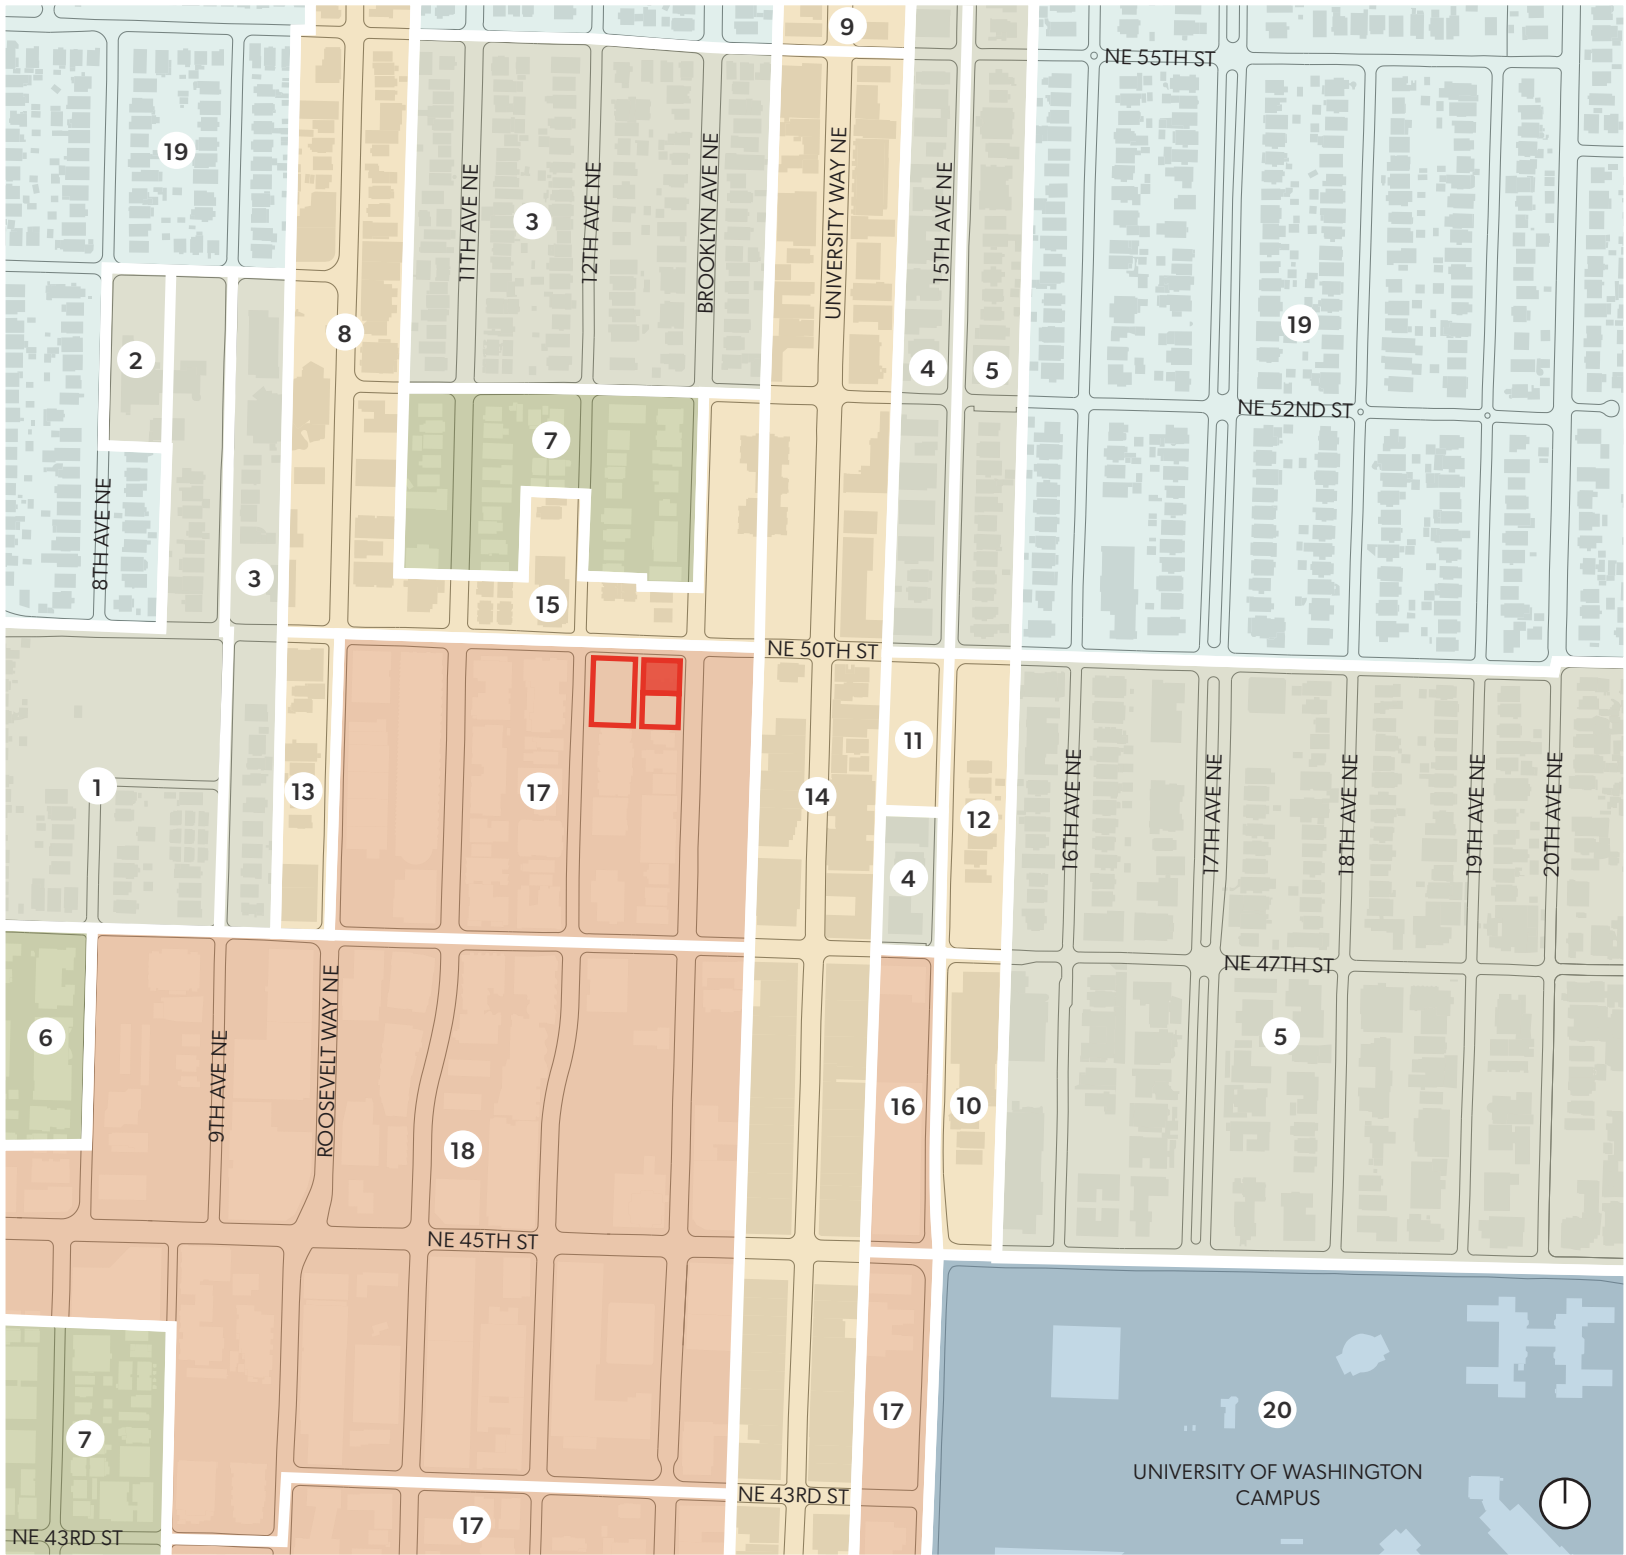 9
NE 55TH ST
19
11TH AVE NE
12TH AVE NE
BROOKLYN AVE NE
UNIVERSITY WAY NE
15TH AVE NE
3
19
8
2
4
5
NE 52ND ST
7
8TH AVE NE
3
15
NE 50TH ST
11
1
13
17
14
12
16TH AVE NE
17TH AVE NE
18TH AVE NE
19TH AVE NE
20TH AVE NE
4
NE 47TH ST
6
9TH AVE NE
ROOSEVELT WAY NE
5
16
10
18
NE 45TH ST
17
20
7
UNIVERSITY OF WASHINGTON
CAMPUS
NE 43RD ST
17
NE 43RD ST